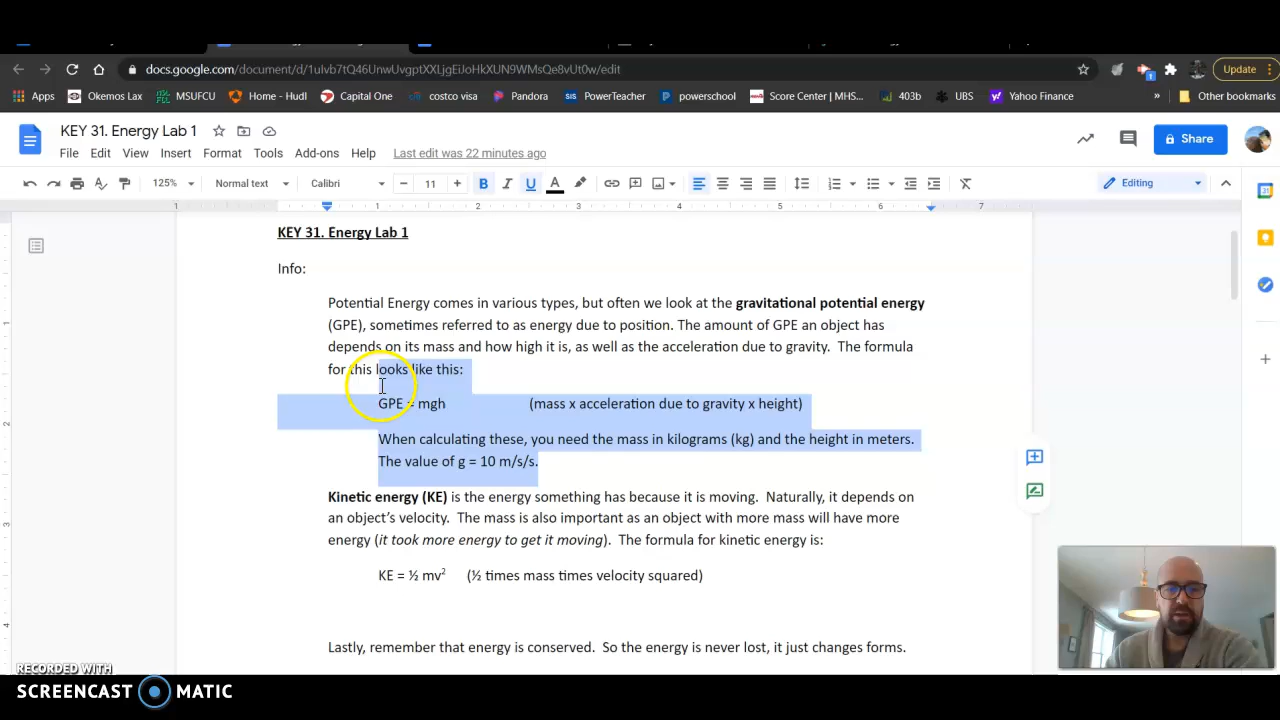 docs.google.com/document/d/1uIvb7tQ46UnwUvgptXXLjgEiJoHkXUN9WMsQe8vUt0w/edit
Update
Apps Okemos Lax MSUFCU Home - Hudl Capital One costco visa Pandora SIS PowerTeacher powerschool Score Center | MHS... 403b UBS Yahoo Finance » Other bookmarks
KEY 31. Energy Lab 1
Share
File Edit View Insert Format Tools Add-ons Help Last edit was 22 minutes ago
125% Normal text Calibri − 11 + B I U A Editing
1 1 2 3 4 5 6 7
KEY 31. Energy Lab 1
Info:
Potential Energy comes in various types, but often we look at the gravitational potential energy
(GPE), sometimes referred to as energy due to position. The amount of GPE an object has
depends on its mass and how high it is, as well as the acceleration due to gravity. The formula
for this looks like this:
GPE = mgh (mass x acceleration due to gravity x height)
When calculating these, you need the mass in kilograms (kg) and the height in meters.
The value of g = 10 m/s/s.
Kinetic energy (KE) is the energy something has because it is moving. Naturally, it depends on
an object's velocity. The mass is also important as an object with more mass will have more
energy (it took more energy to get it moving). The formula for kinetic energy is:
KE = ½ mv² (½ times mass times velocity squared)
Lastly, remember that energy is conserved. So the energy is never lost, it just changes forms.
RECORDED WITH
SCREENCAST MATIC